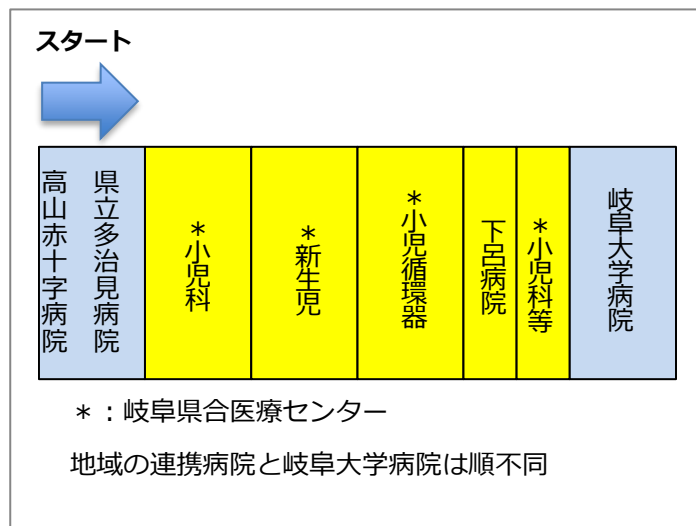 スタート
県立多治見病院
高山赤十字病院
＊小児科
＊新生児
＊小児循環器
下呂病院
＊小児科等
岐阜大学病院
＊：岐阜県合医療センター
地域の連携病院と岐阜大学病院は順不同